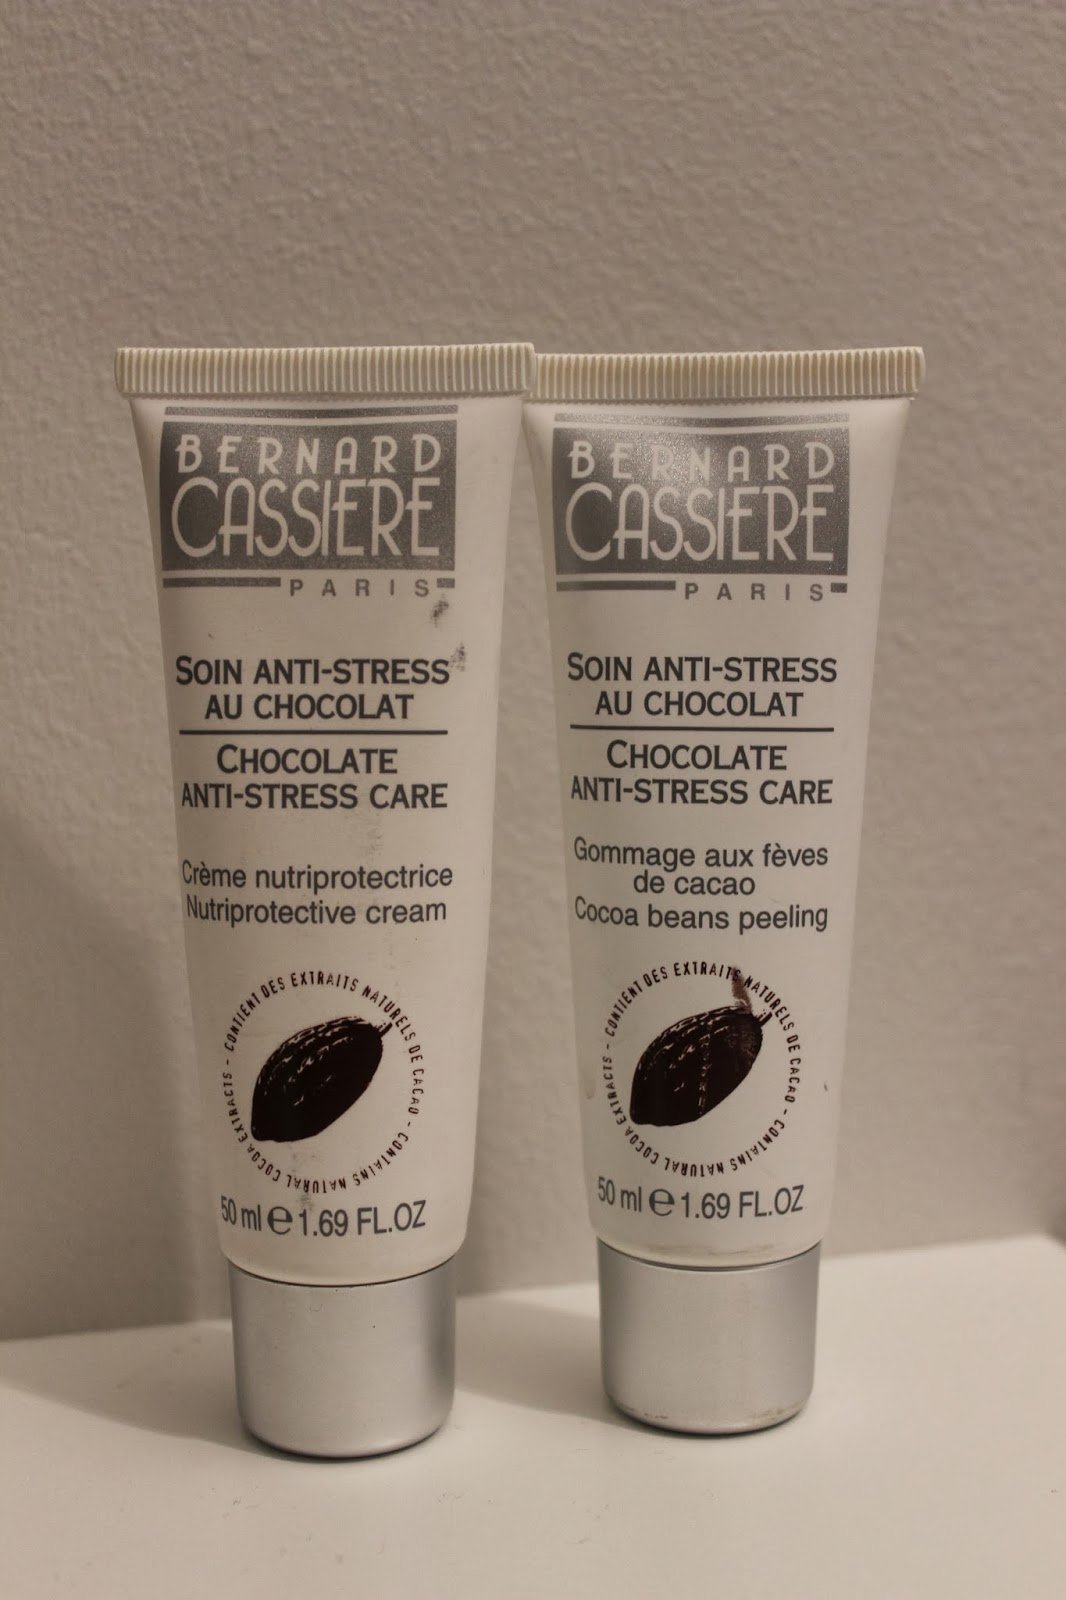 BERNARD
CASSIERE
PARIS
SOIN ANTI-STRESS
AU CHOCOLAT
CHOCOLATE
ANTI-STRESS CARE
Crème nutriprotectrice
Nutriprotective cream
CONTIENT DES EXTRAITS NATURELS DE CACAO - CONTAINS NATURAL COCOA EXTRACTS -
50 ml e 1.69 FL.OZ
BERNARD
CASSIERE
PARIS
SOIN ANTI-STRESS
AU CHOCOLAT
CHOCOLATE
ANTI-STRESS CARE
Gommage aux fèves
de cacao
Cocoa beans peeling
CONTIENT DES EXTRAITS NATURELS DE CACAO - CONTAINS NATURAL COCOA EXTRACTS -
50 ml e 1.69 FL.OZ